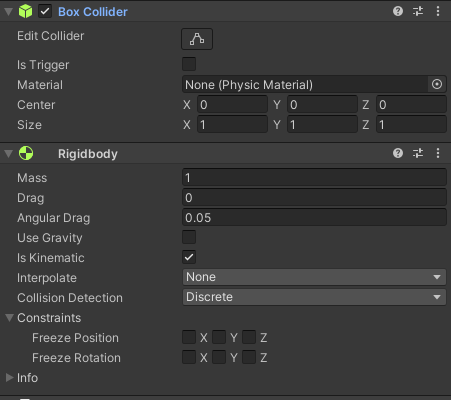 Box Collider
Edit Collider
Is Trigger
Material None (Physic Material)
Center X 0 Y 0 Z 0
Size X 1 Y 1 Z 1
Rigidbody
Mass 1
Drag 0
Angular Drag 0.05
Use Gravity
Is Kinematic
Interpolate None
Collision Detection Discrete
Constraints
Freeze Position X Y Z
Freeze Rotation X Y Z
Info